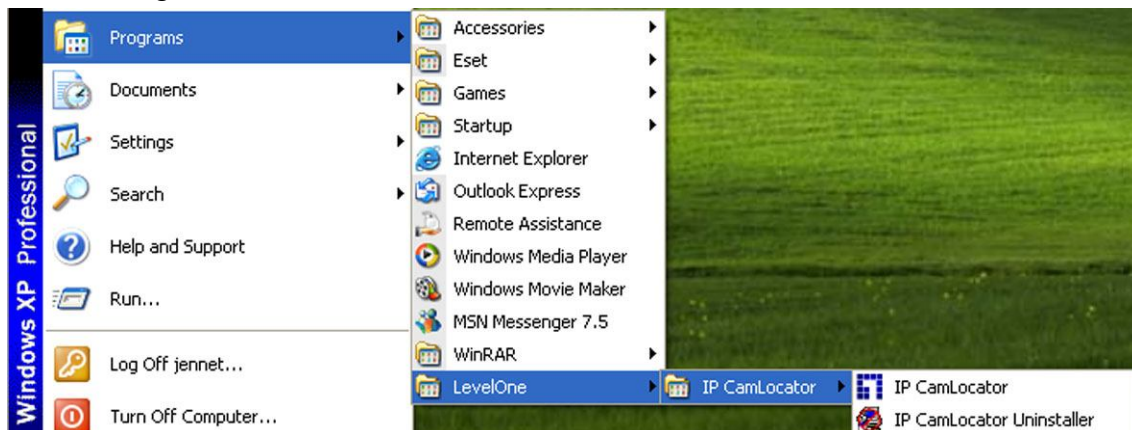 Windows XP Professional
Programs
Documents
Settings
Search
Help and Support
Run...
Log Off jennet...
Turn Off Computer...
Accessories
Eset
Games
Startup
Internet Explorer
Outlook Express
Remote Assistance
Windows Media Player
Windows Movie Maker
MSN Messenger 7.5
WinRAR
LevelOne
IP CamLocator
IP CamLocator
IP CamLocator Uninstaller